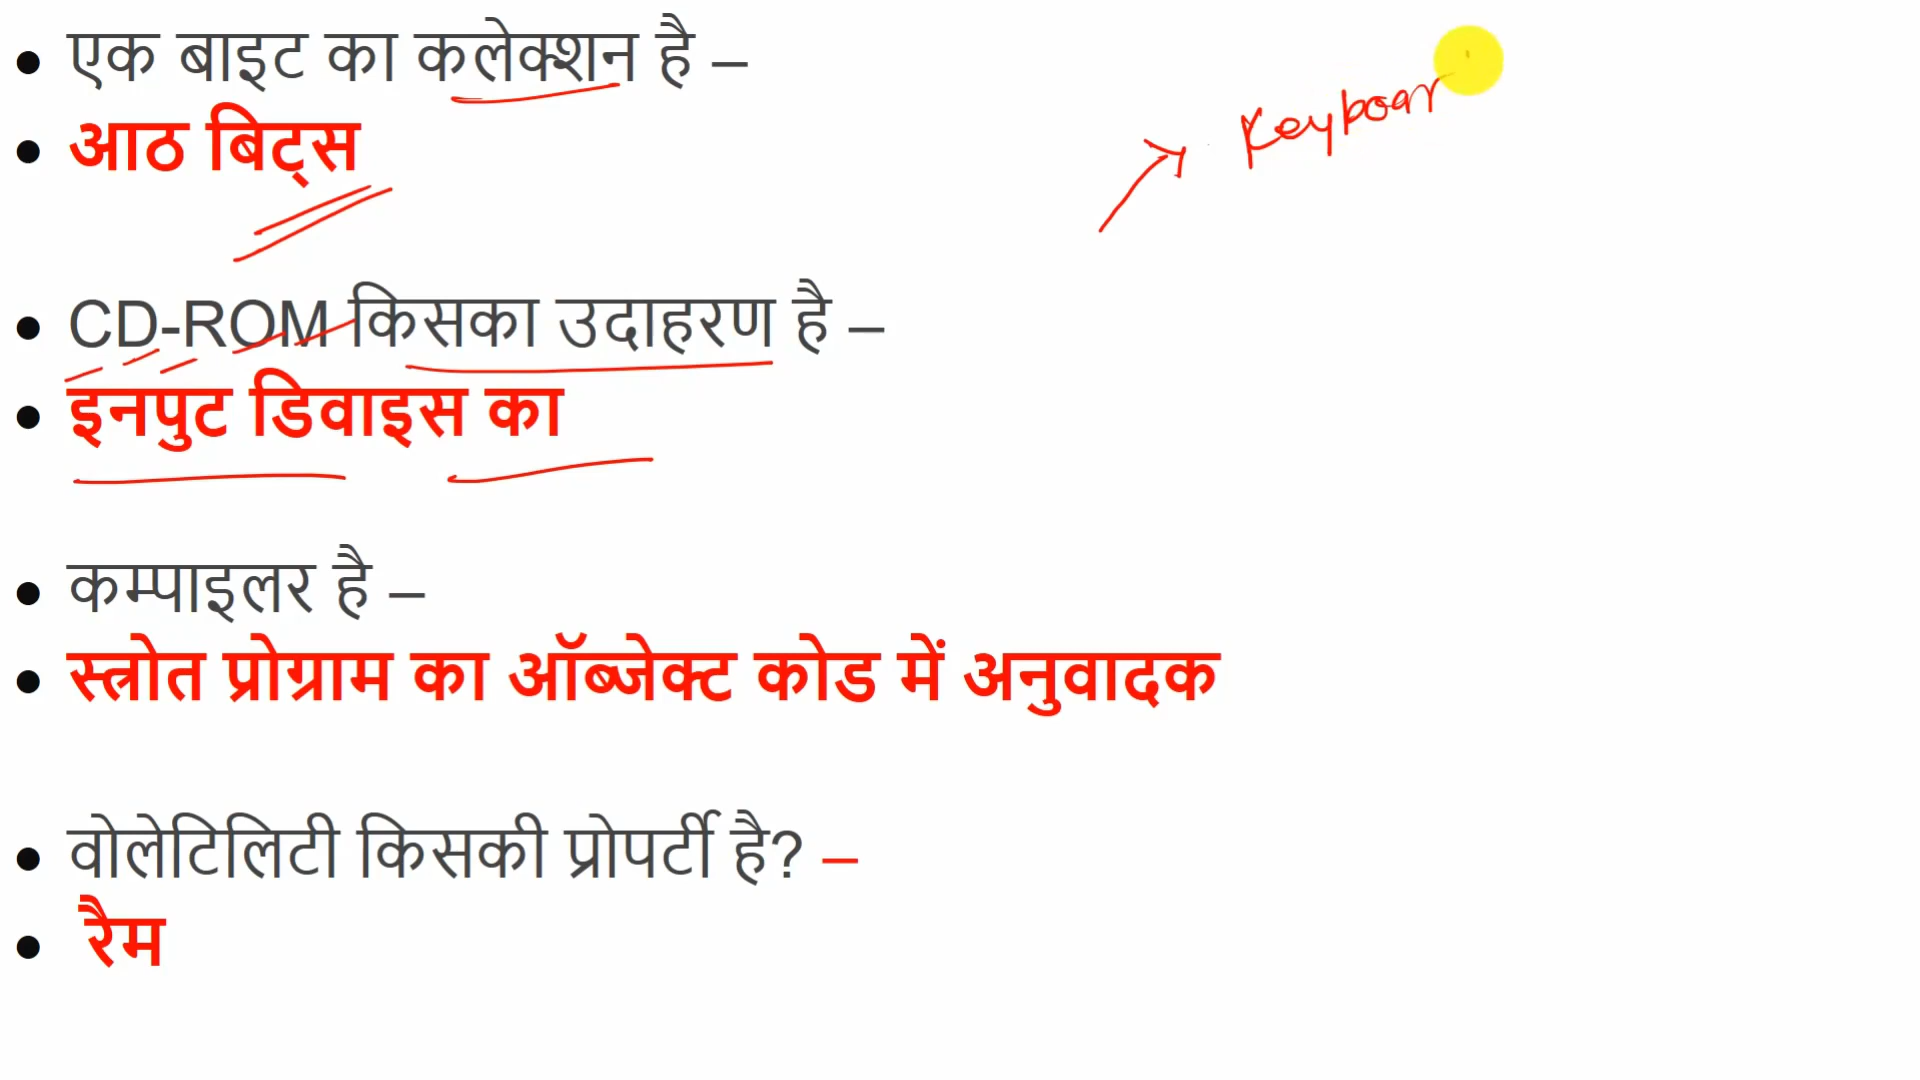 एक बाइट का कलेक्शन है –
आठ बिट्स
Keyboar
CD-ROM किसका उदाहरण है –
इनपुट डिवाइस का
कम्पाइलर है –
स्त्रोत प्रोग्राम का ऑब्जेक्ट कोड में अनुवादक
वोलेटिलिटी किसकी प्रोपर्टी है? –
रैम